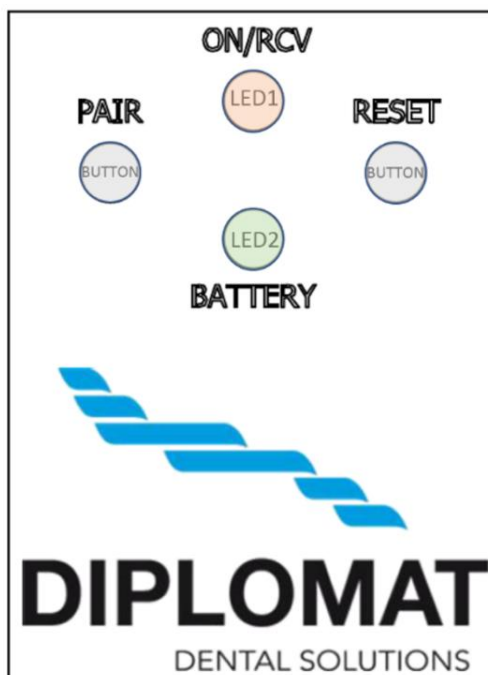 ON/RCV
LED1
PAIR
RESET
BUTTON
BUTTON
LED2
BATTERY
DIPLOMAT
DENTAL SOLUTIONS